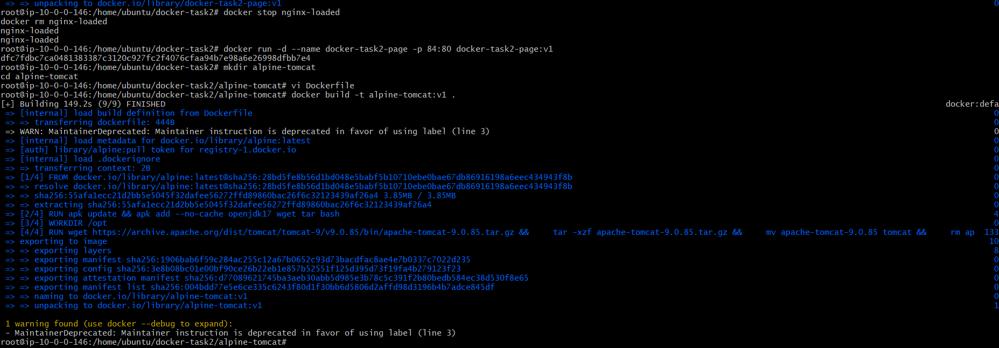 => => unpacking to docker.io/library/docker-task2-page:v1 0
root@ip-10-0-0-146:/home/ubuntu/docker-task2# docker stop nginx-loaded
docker rm nginx-loaded
nginx-loaded
nginx-loaded
root@ip-10-0-0-146:/home/ubuntu/docker-task2# docker run -d --name docker-task2-page -p 84:80 docker-task2-page:v1
dfc7fdbc7ca0481383387c3120c927fc2f4076cfaa94b7e98a6e26998dfbb7e4
root@ip-10-0-0-146:/home/ubuntu/docker-task2# mkdir alpine-tomcat
cd alpine-tomcat
root@ip-10-0-0-146:/home/ubuntu/docker-task2/alpine-tomcat# vi Dockerfile
root@ip-10-0-0-146:/home/ubuntu/docker-task2/alpine-tomcat# docker build -t alpine-tomcat:v1 .
[+] Building 149.2s (9/9) FINISHED docker:defa
=> [internal] load build definition from Dockerfile 0
=> => transferring dockerfile: 444B 0
=> WARN: MaintainerDeprecated: Maintainer instruction is deprecated in favor of using label (line 3) 0
=> [internal] load metadata for docker.io/library/alpine:latest 0
=> [auth] library/alpine:pull token for registry-1.docker.io 0
=> [internal] load .dockerignore 0
=> => transferring context: 2B 0
=> [1/4] FROM docker.io/library/alpine:latest@sha256:28bd5fe8b56d1bd048e5babf5b10710ebe0bae67db86916198a6eec434943f8b 0
=> => resolve docker.io/library/alpine:latest@sha256:28bd5fe8b56d1bd048e5babf5b10710ebe0bae67db86916198a6eec434943f8b 0
=> => sha256:55afa1ecc21d2bb5e5045f32dafee56272ffd89860bac26f6c32123439af26a4 3.85MB / 3.85MB 0
=> => extracting sha256:55afa1ecc21d2bb5e5045f32dafee56272ffd89860bac26f6c32123439af26a4 0
=> [2/4] RUN apk update && apk add --no-cache openjdk17 wget tar bash 4
=> [3/4] WORKDIR /opt 0
=> [4/4] RUN wget https://archive.apache.org/dist/tomcat/tomcat-9/v9.0.85/bin/apache-tomcat-9.0.85.tar.gz && tar -xzf apache-tomcat-9.0.85.tar.gz && mv apache-tomcat-9.0.85 tomcat && rm ap 133
=> exporting to image 10
=> => exporting layers 8
=> => exporting manifest sha256:1906bab6f59c284ac255c12a67b0652c93d73bacdfac8ae4e7b0337c7022d235 0
=> => exporting config sha256:3e8b08bc01e00bf90ce26b22eb1e857b52551f125d395d73f19fa4b279123f23 0
=> => exporting attestation manifest sha256:d77089621745ba3aeb30abb5d985e3b78c5c391f2b80bedb584ec38d530f8e65 0
=> => exporting manifest list sha256:004bdd77e5e6ce335c6243f80d1f30bb6d5806d2affd98d3196b4b7adce845df 0
=> => naming to docker.io/library/alpine-tomcat:v1 0
=> => unpacking to docker.io/library/alpine-tomcat:v1 1
1 warning found (use docker --debug to expand):
- MaintainerDeprecated: Maintainer instruction is deprecated in favor of using label (line 3)
root@ip-10-0-0-146:/home/ubuntu/docker-task2/alpine-tomcat#